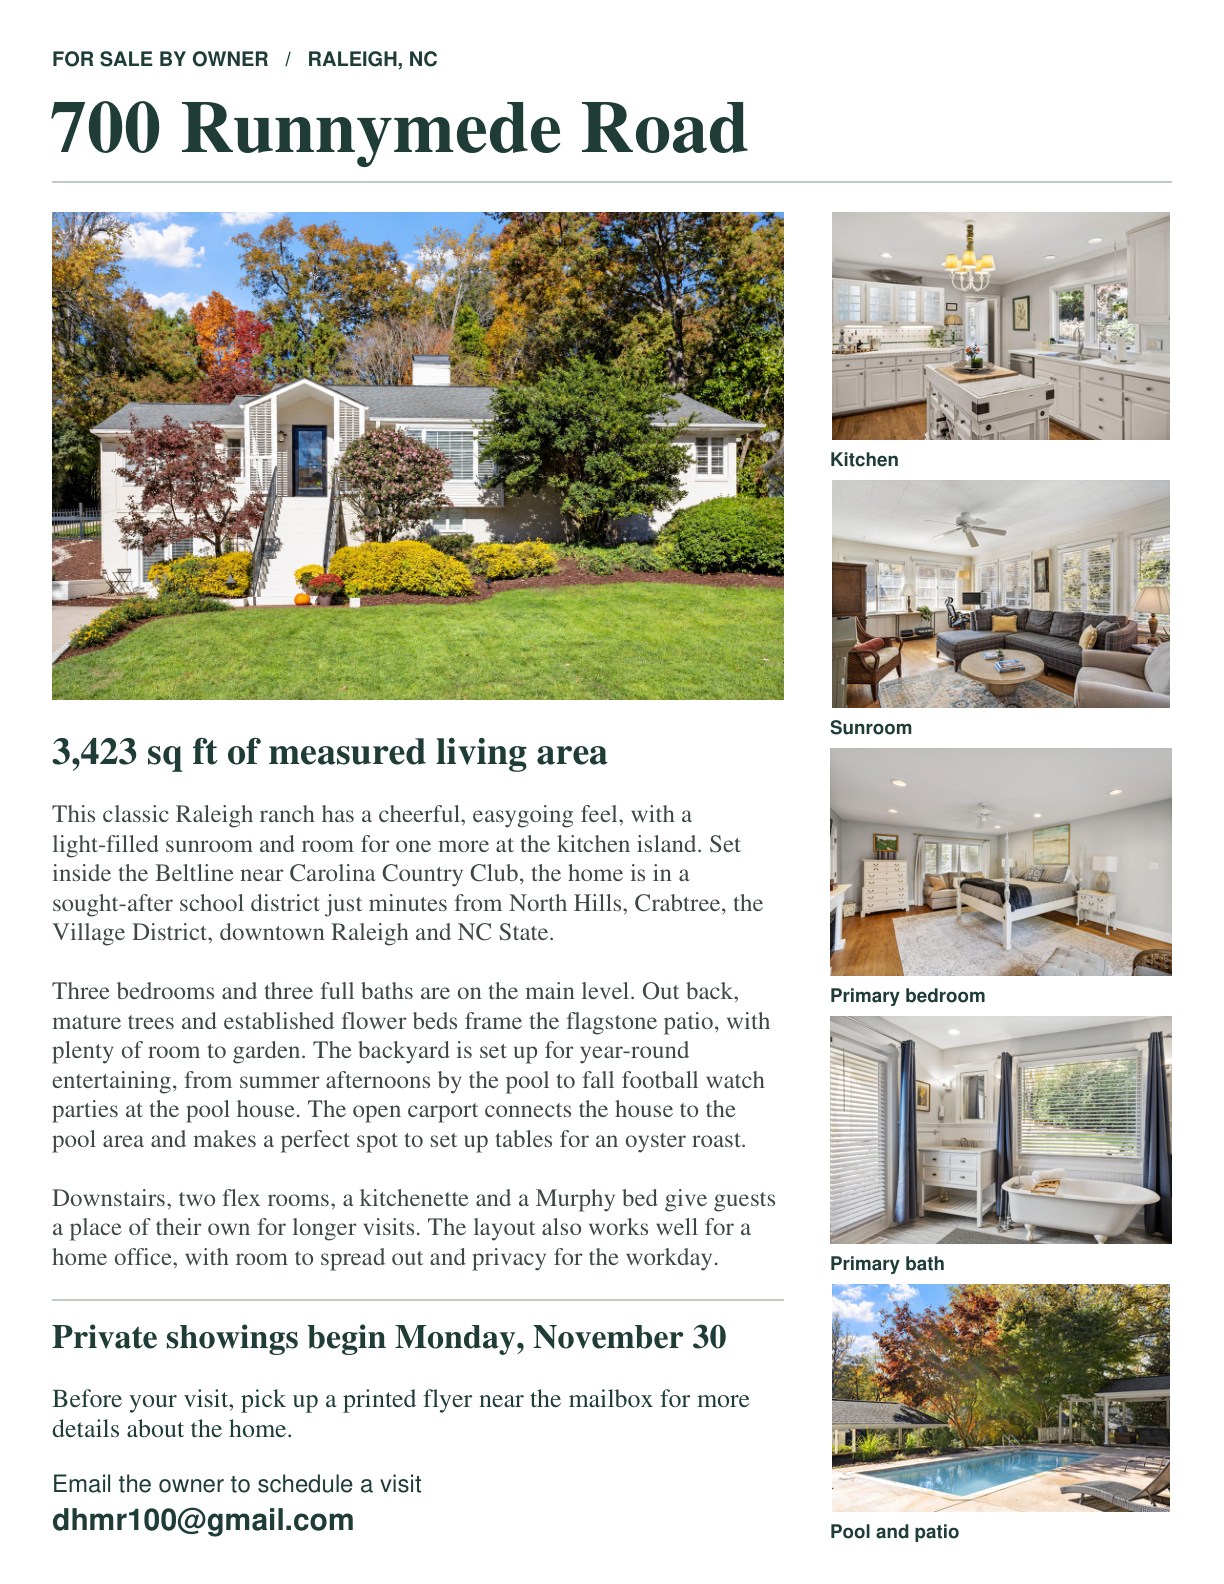 FOR SALE BY OWNER / RALEIGH, NC
700 Runnymede Road
3,423 sq ft of measured living area
This classic Raleigh ranch has a cheerful, easygoing feel, with a
light-filled sunroom and room for one more at the kitchen island. Set
inside the Beltline near Carolina Country Club, the home is in a
sought-after school district just minutes from North Hills, Crabtree, the
Village District, downtown Raleigh and NC State.
Three bedrooms and three full baths are on the main level. Out back,
mature trees and established flower beds frame the flagstone patio, with
plenty of room to garden. The backyard is set up for year-round
entertaining, from summer afternoons by the pool to fall football watch
parties at the pool house. The open carport connects the house to the
pool area and makes a perfect spot to set up tables for an oyster roast.
Downstairs, two flex rooms, a kitchenette and a Murphy bed give guests
a place of their own for longer visits. The layout also works well for a
home office, with room to spread out and privacy for the workday.
Private showings begin Monday, November 30
Before your visit, pick up a printed flyer near the mailbox for more
details about the home.
Email the owner to schedule a visit
dhmr100@gmail.com
Kitchen
Sunroom
Primary bedroom
Primary bath
Pool and patio